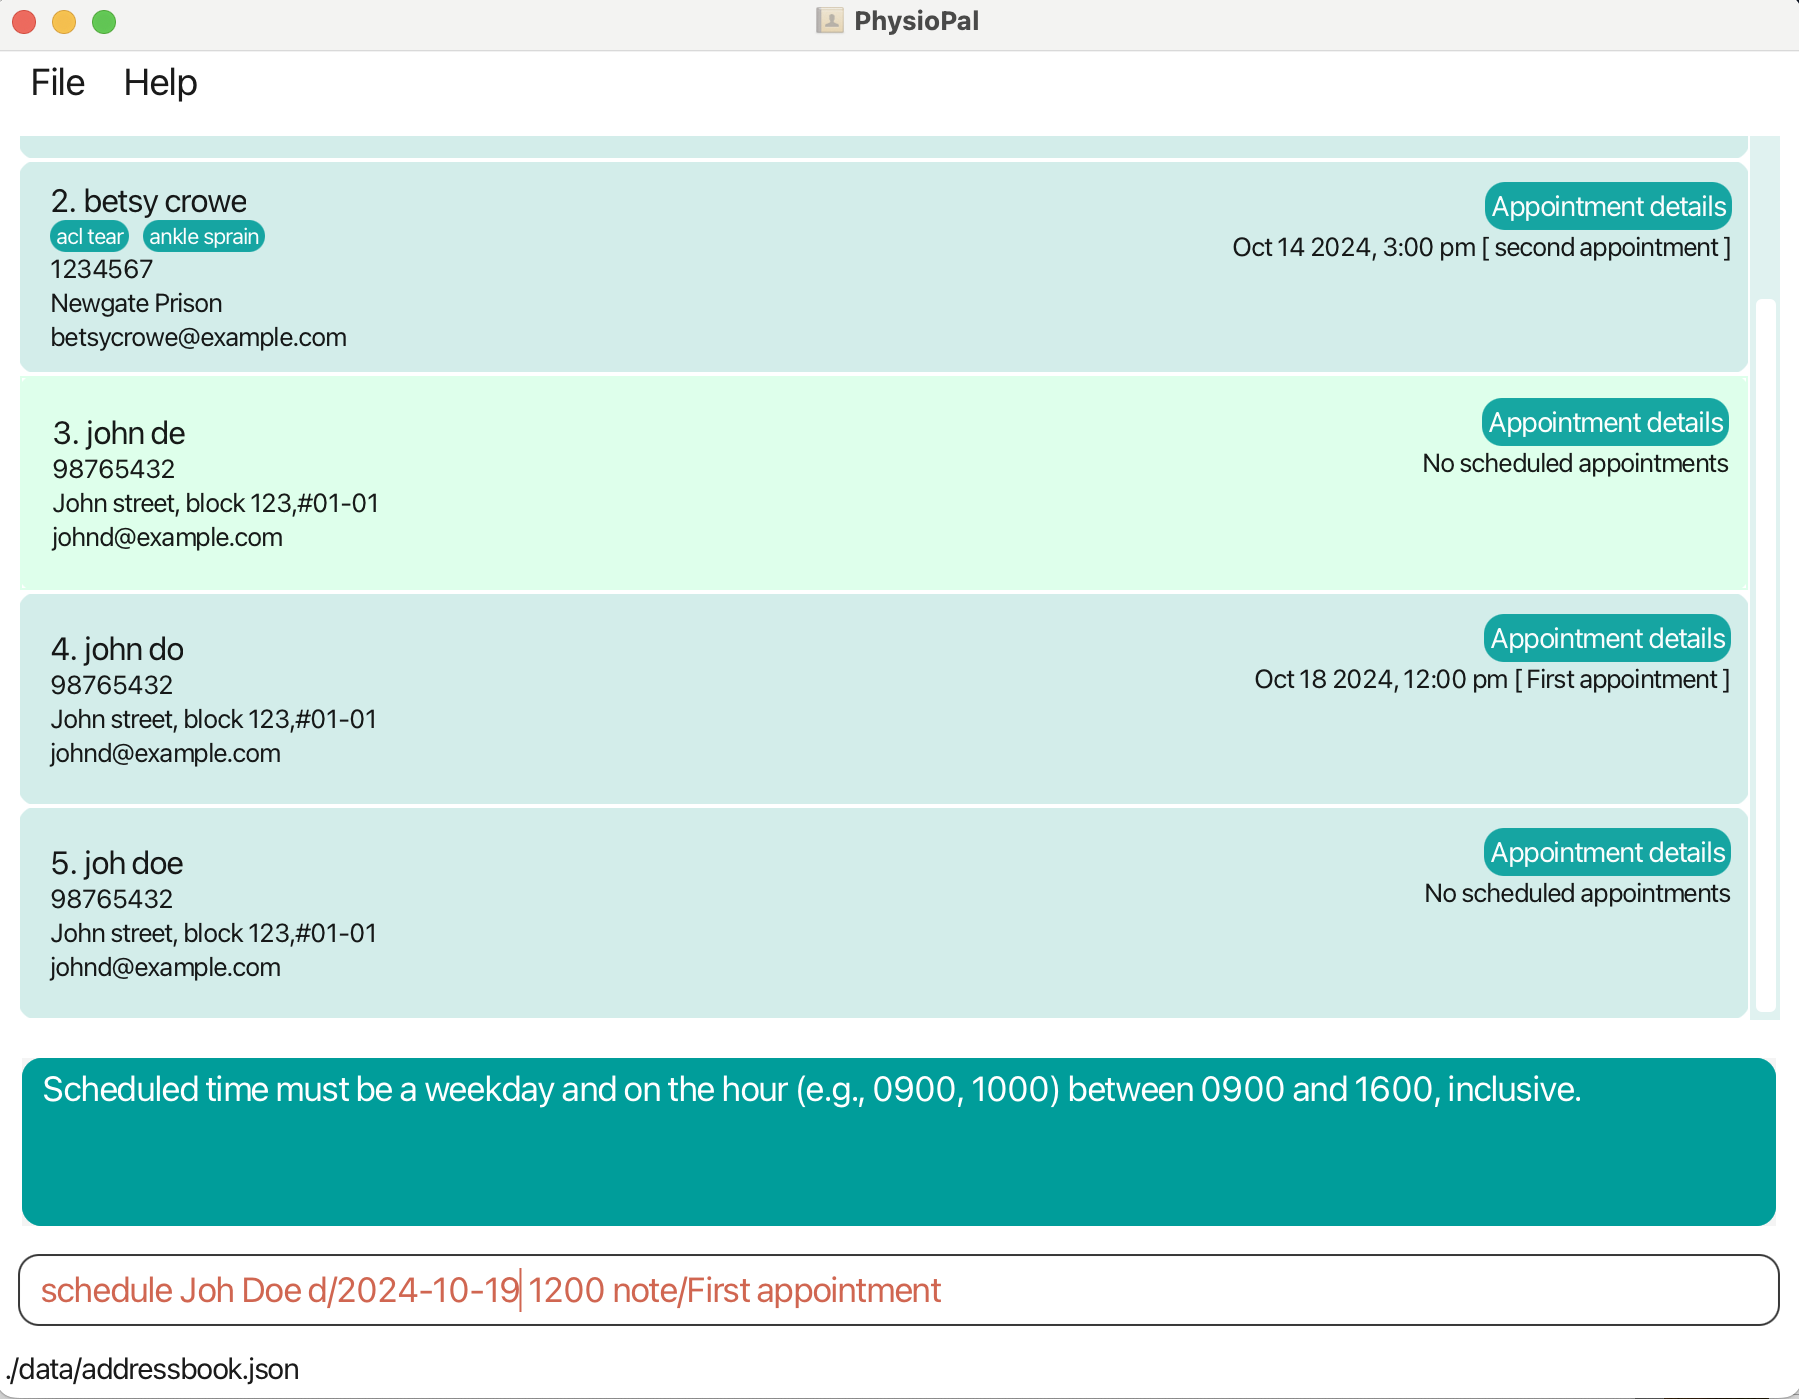 PhysioPal
File Help
2. betsy crowe
acl tear ankle sprain
1234567
Newgate Prison
betsycrowe@example.com
Appointment details
Oct 14 2024, 3:00 pm [ second appointment ]
3. john de
98765432
John street, block 123,#01-01
johnd@example.com
Appointment details
No scheduled appointments
4. john do
98765432
John street, block 123,#01-01
johnd@example.com
Appointment details
Oct 18 2024, 12:00 pm [ First appointment ]
5. joh doe
98765432
John street, block 123,#01-01
johnd@example.com
Appointment details
No scheduled appointments
Scheduled time must be a weekday and on the hour (e.g., 0900, 1000) between 0900 and 1600, inclusive.
schedule Joh Doe d/2024-10-19 1200 note/First appointment
./data/addressbook.json